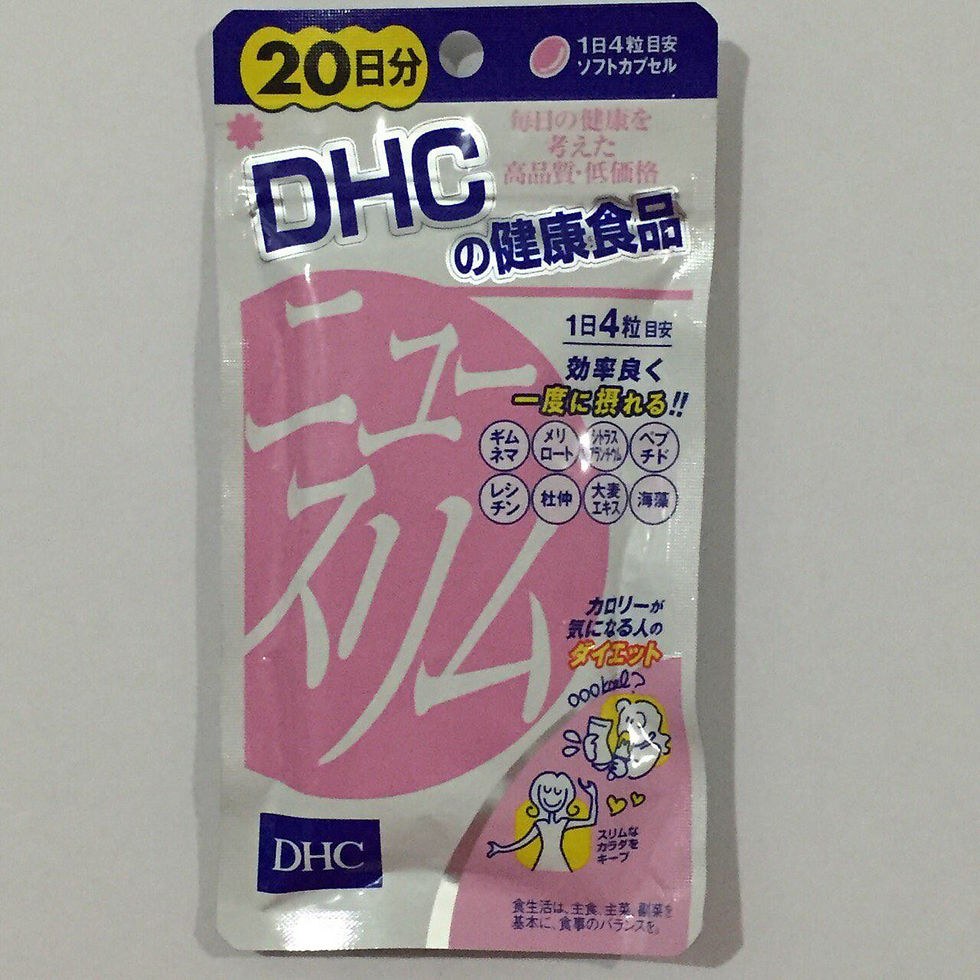 20日分
1日4粒目安
ソフトカプセル
毎日の健康を
考えた
高品質・低価格
DHC
の健康食品
ニュー
スリム
1日4粒目安
効率良く
一度に摂れる!!
ギム
ネマ
メリ
ロート
シトラス
アランチウム
ペプ
チド
レシ
チン
杜仲
大麦
エキス
海藻
カロリーが
気になる人の
ダイエット
000kcal?
スリムな
カラダを
キープ
DHC
食生活は、主食、主菜、副菜を
基本に、食事のバランスを。